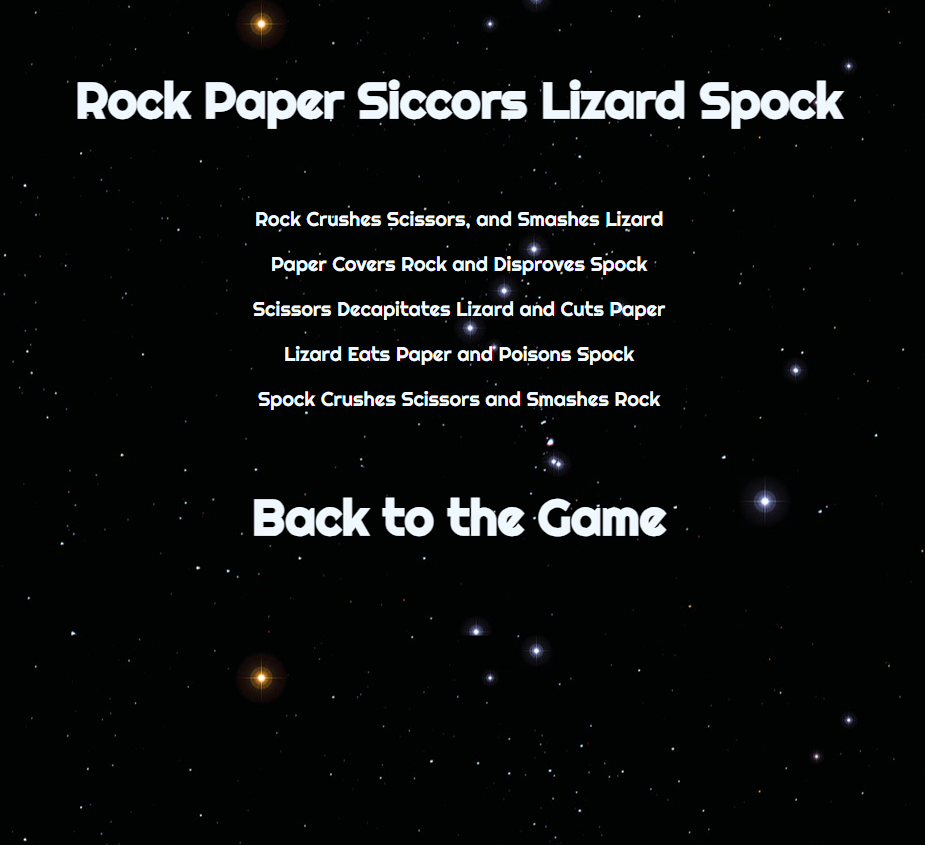 Rock Paper Siccors Lizard Spock
Rock Crushes Scissors, and Smashes Lizard
Paper Covers Rock and Disproves Spock
Scissors Decapitates Lizard and Cuts Paper
Lizard Eats Paper and Poisons Spock
Spock Crushes Scissors and Smashes Rock
Back to the Game